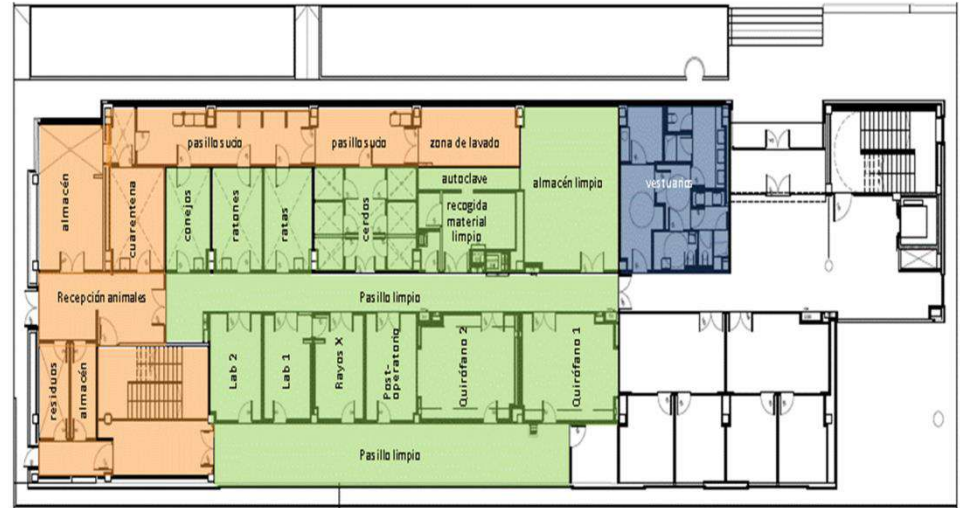 pasillo sucio
pasillo sucio
zona de lavado
almacén
cuarentena
conejos
ratones
ratas
cerdos
autoclave
recogida
material
limpio
almacén limpio
vestuarios
Recepción animales
Pasillo limpio
residuos
almacén
Lab 2
Lab 1
Rayos X
Post-
operatorio
Quirófano 2
Quirófano 1
Pasillo limpio